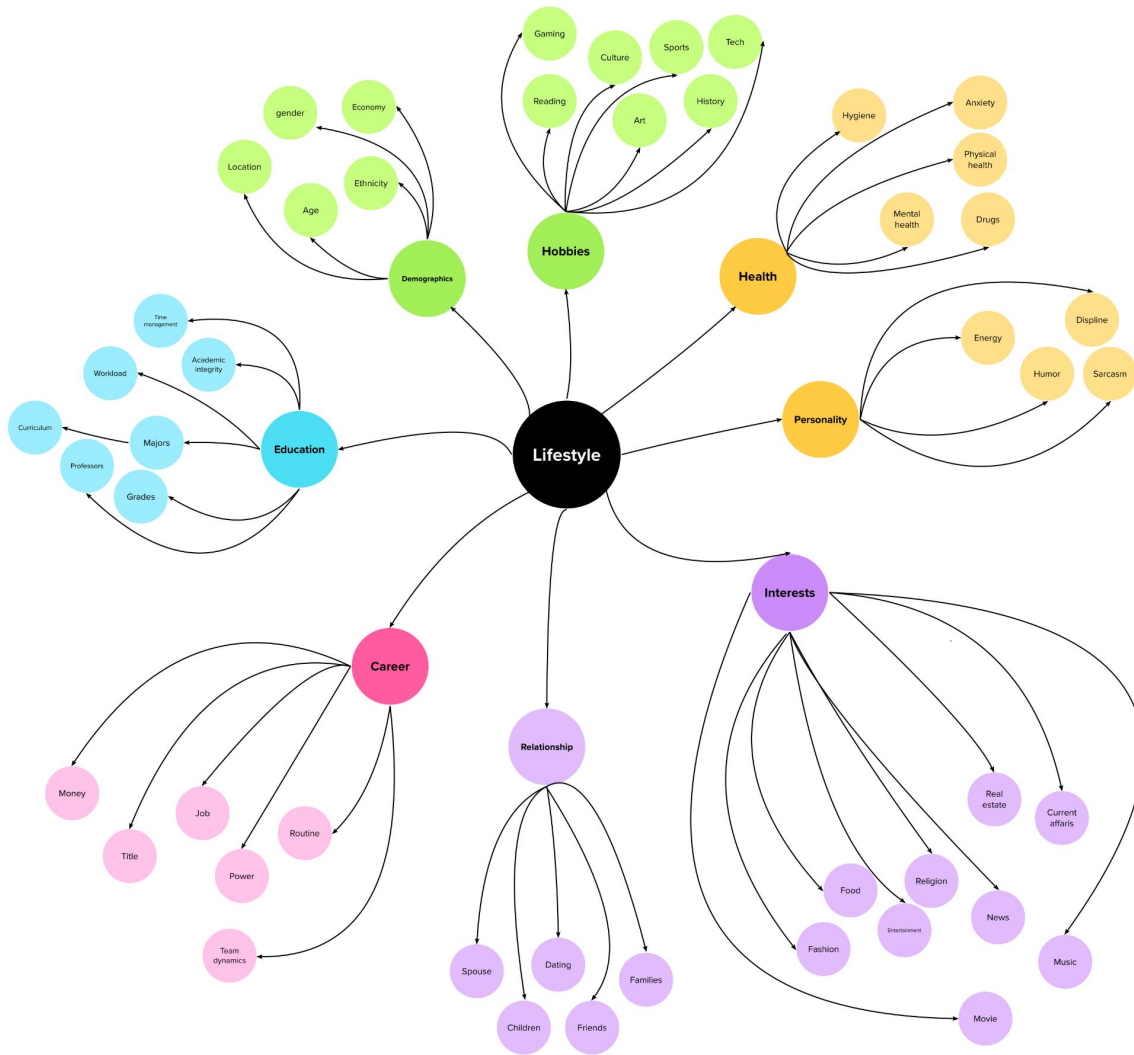 Gaming
Culture
Sports
Tech
Reading
Art
History
Hobbies
gender
Economy
Location
Age
Ethnicity
Demographics
Hygiene
Anxiety
Physical
health
Mental
health
Drugs
Health
Displine
Energy
Humor
Sarcasm
Personality
Time
management
Academic
integrity
Workload
Curriculum
Majors
Professors
Grades
Education
Lifestyle
Interests
Real
estate
Current
affaris
Religion
Food
News
Entertainment
Fashion
Music
Movie
Career
Money
Job
Routine
Title
Power
Team
dynamics
Relationship
Spouse
Dating
Families
Children
Friends